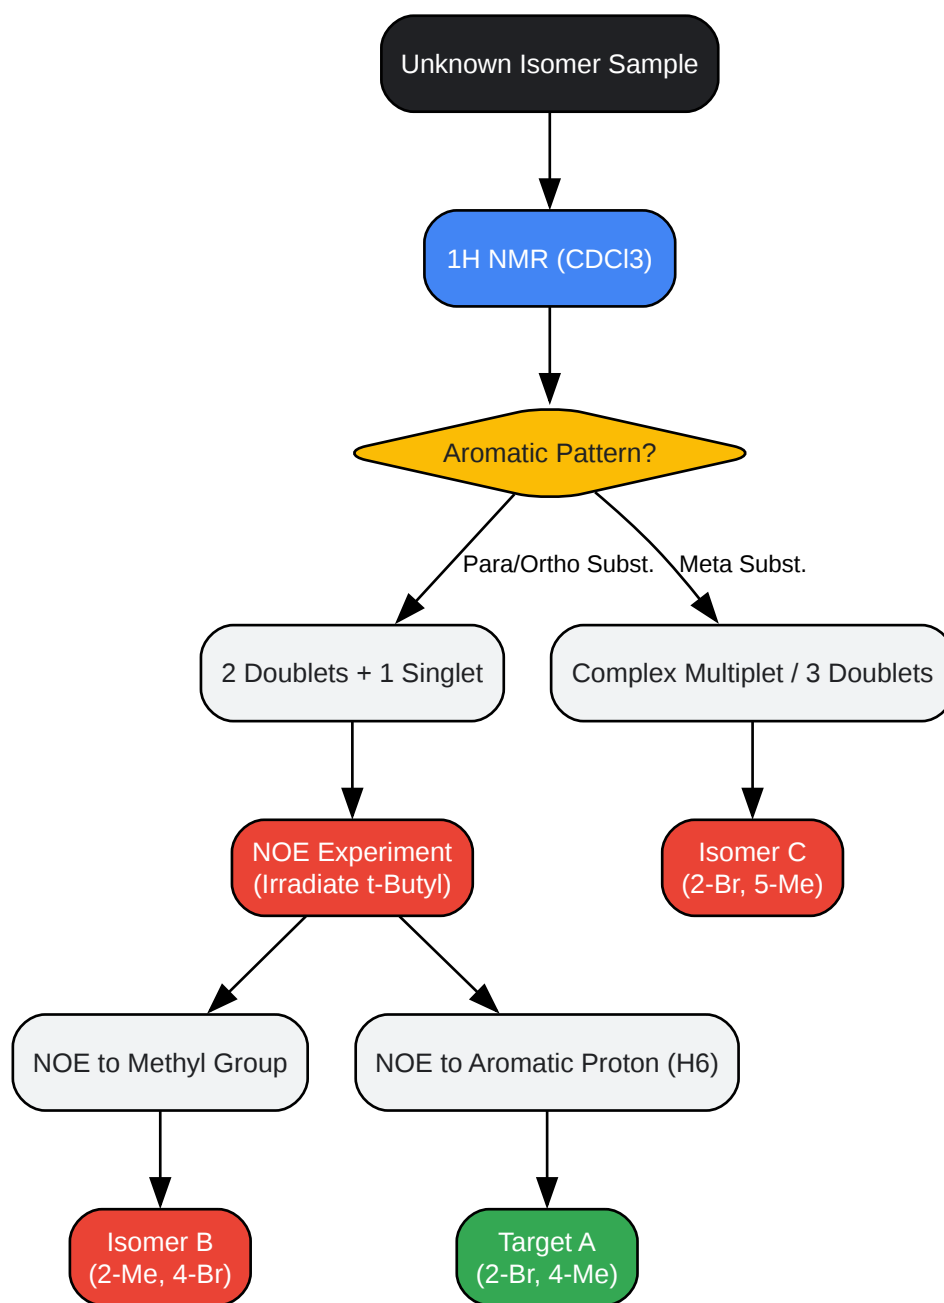 Unknown Isomer Sample
1H NMR (CDCl3)
Aromatic Pattern?
Para/Ortho Subst.
Meta Subst.
2 Doublets + 1 Singlet
Complex Multiplet / 3 Doublets
NOE Experiment
(Irradiate t-Butyl)
Isomer C
(2-Br, 5-Me)
NOE to Methyl Group
NOE to Aromatic Proton (H6)
Isomer B
(2-Me, 4-Br)
Target A
(2-Br, 4-Me)